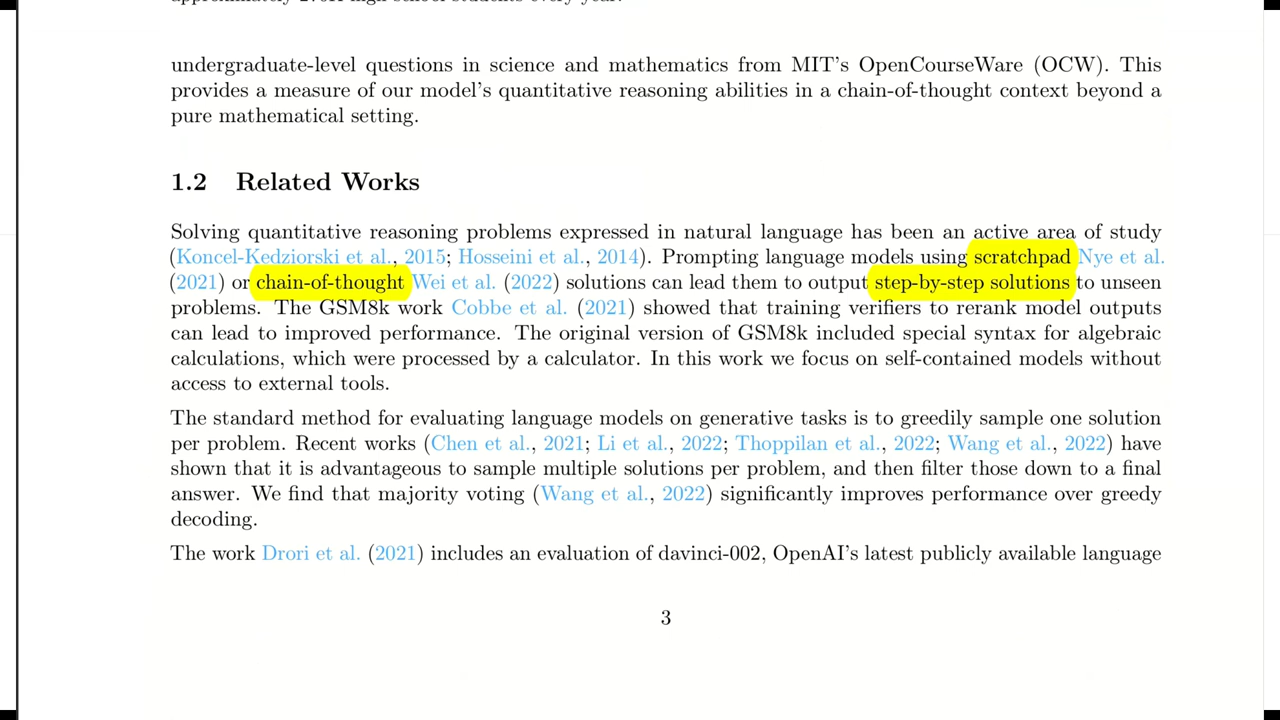 undergraduate-level questions in science and mathematics from MIT's OpenCourseWare (OCW). This
provides a measure of our model's quantitative reasoning abilities in a chain-of-thought context beyond a
pure mathematical setting.
1.2 Related Works
Solving quantitative reasoning problems expressed in natural language has been an active area of study
(Koncel-Kedziorski et al., 2015; Hosseini et al., 2014). Prompting language models using scratchpad Nye et al.
(2021) or chain-of-thought Wei et al. (2022) solutions can lead them to output step-by-step solutions to unseen
problems. The GSM8k work Cobbe et al. (2021) showed that training verifiers to rerank model outputs
can lead to improved performance. The original version of GSM8k included special syntax for algebraic
calculations, which were processed by a calculator. In this work we focus on self-contained models without
access to external tools.
The standard method for evaluating language models on generative tasks is to greedily sample one solution
per problem. Recent works (Chen et al., 2021; Li et al., 2022; Thoppilan et al., 2022; Wang et al., 2022) have
shown that it is advantageous to sample multiple solutions per problem, and then filter those down to a final
answer. We find that majority voting (Wang et al., 2022) significantly improves performance over greedy
decoding.
The work Drori et al. (2021) includes an evaluation of davinci-002, OpenAI's latest publicly available language
3